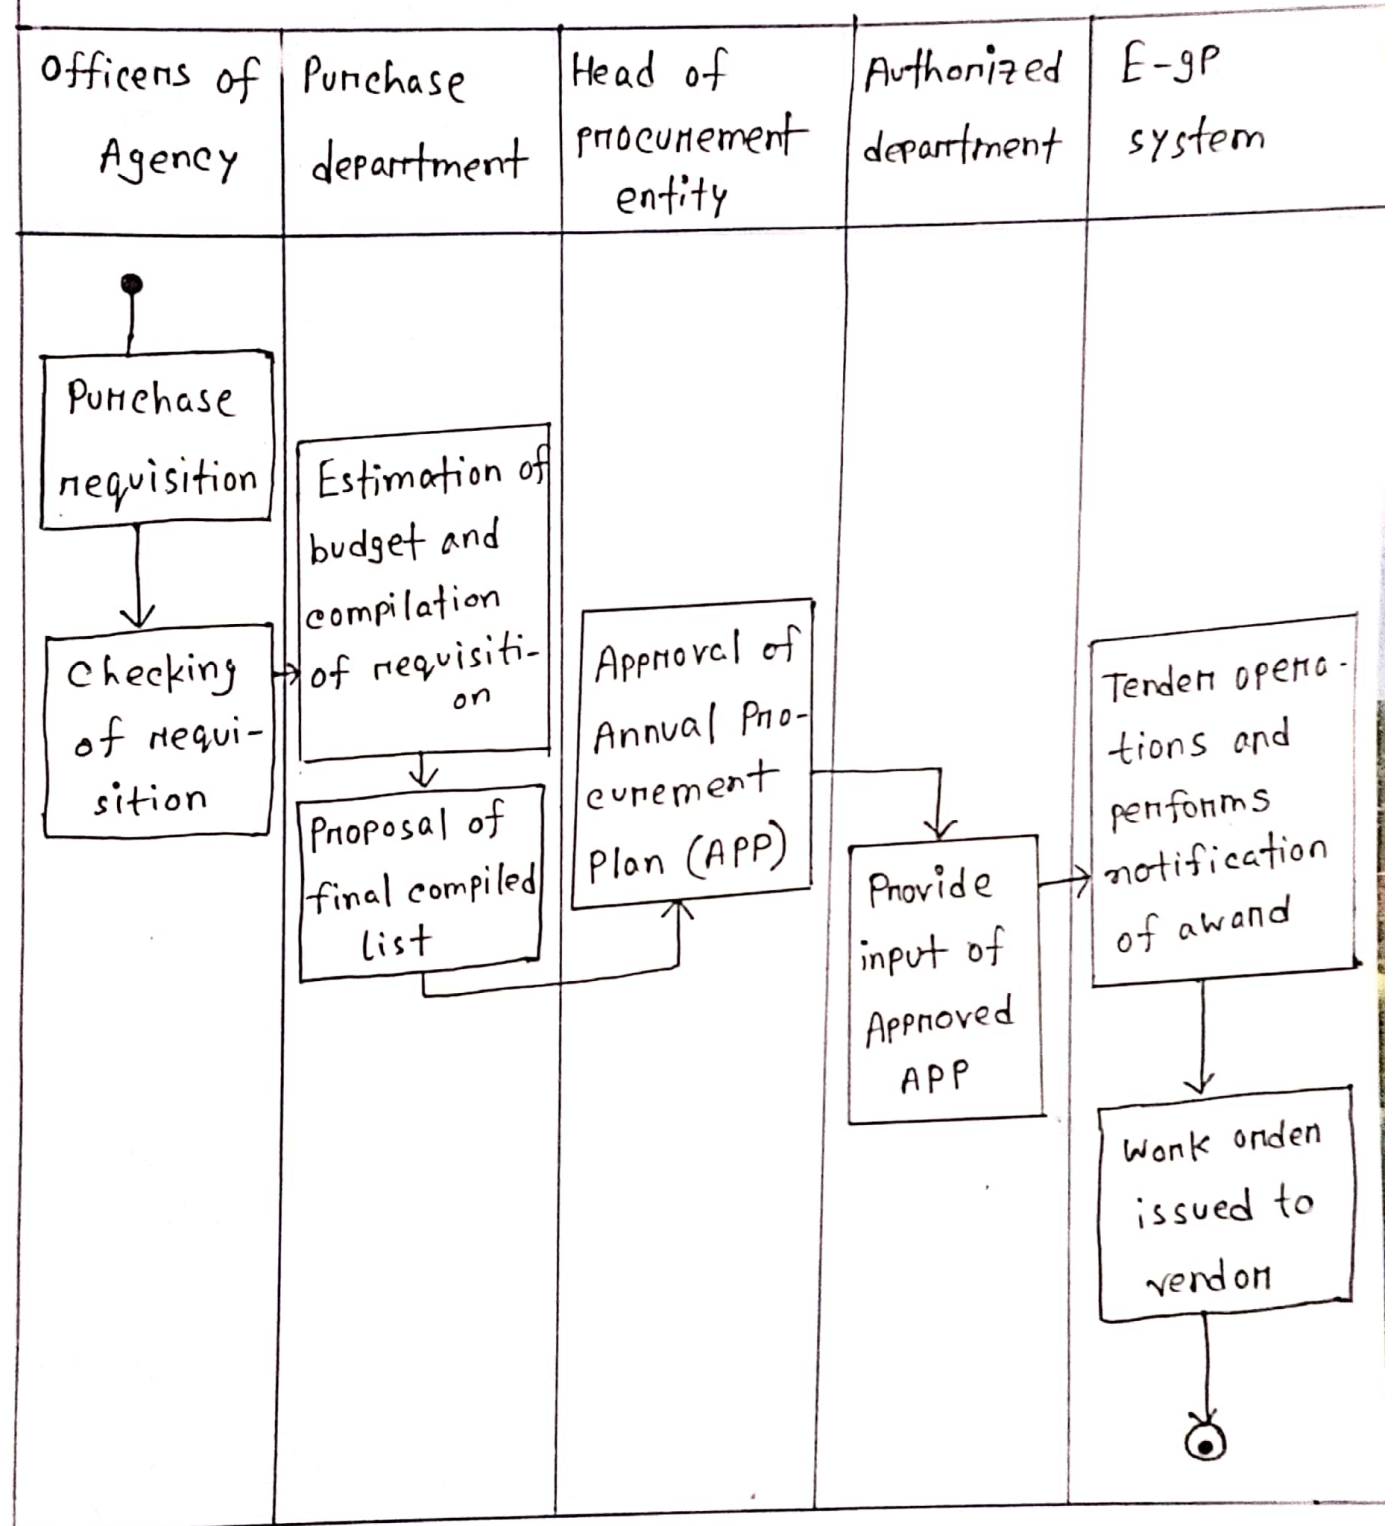 Officers of
Agency
Purchase
department
Head of
procurement
entity
Authorized
department
E-gp
system
Purchase
requisition
Checking
of requi-
sition
Estimation of
budget and
compilation
of requisiti-
on
Proposal of
final compiled
list
Approval of
Annual Pro-
curement
Plan (APP)
Provide
input of
Approved
APP
Tender opera-
tions and
performs
notification
of award
Work order
issued to
vendor